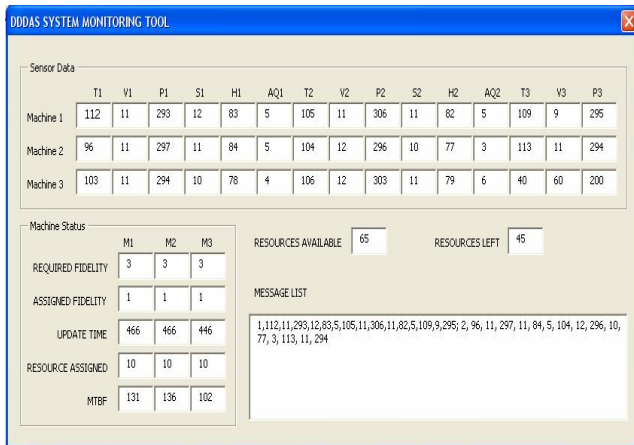 DDDAS SYSTEM MONITORING TOOL
Sensor Data
T1 V1 P1 S1 H1 AQ1 T2 V2 P2 S2 H2 AQ2 T3 V3 P3
Machine 1 112 11 293 12 83 5 105 11 306 11 82 5 109 9 295
Machine 2 96 11 297 11 84 5 104 12 296 10 77 3 113 11 294
Machine 3 103 11 294 10 78 4 106 12 303 11 79 6 40 60 200
Machine Status
M1 M2 M3
REQUIRED FIDELITY 3 3 3
ASSIGNED FIDELITY 1 1 1
UPDATE TIME 466 466 446
RESOURCE ASSIGNED 10 10 10
MTBF 131 136 102
RESOURCES AVAILABLE 65 RESOURCES LEFT 45
MESSAGE LIST
1,112,11,293,12,83,5,105,11,306,11,82,5,109,9,295; 2, 96, 11, 297, 11, 84, 5, 104, 12, 296, 10,
77, 3, 113, 11, 294